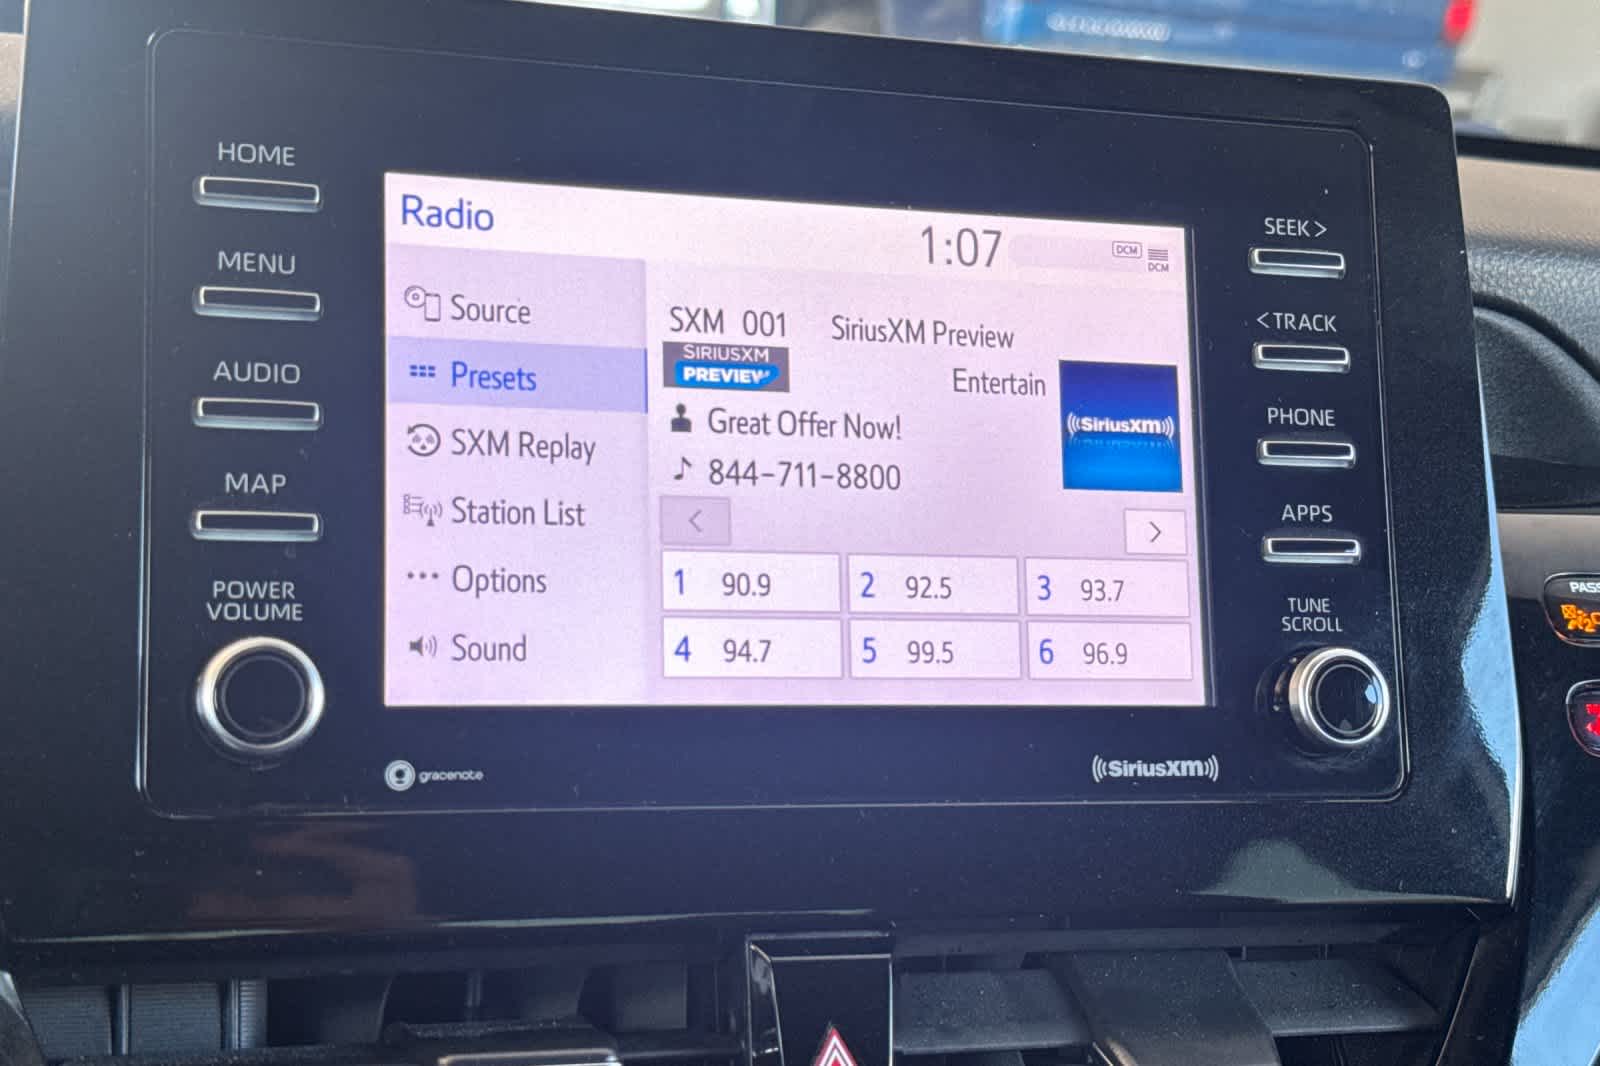 HOME
MENU
AUDIO
MAP
POWER
VOLUME
Radio
1:07
DCM
DCM
Source
Presets
SXM Replay
Station List
Options
Sound
SXM 001 SiriusXM Preview
SIRIUSXM
PREVIEW
Entertain
Great Offer Now!
844-711-8800
SiriusXM
<
>
1 90.9
2 92.5
3 93.7
4 94.7
5 99.5
6 96.9
SEEK >
< TRACK
PHONE
APPS
TUNE
SCROLL
gracenote
SiriusXM
PASS